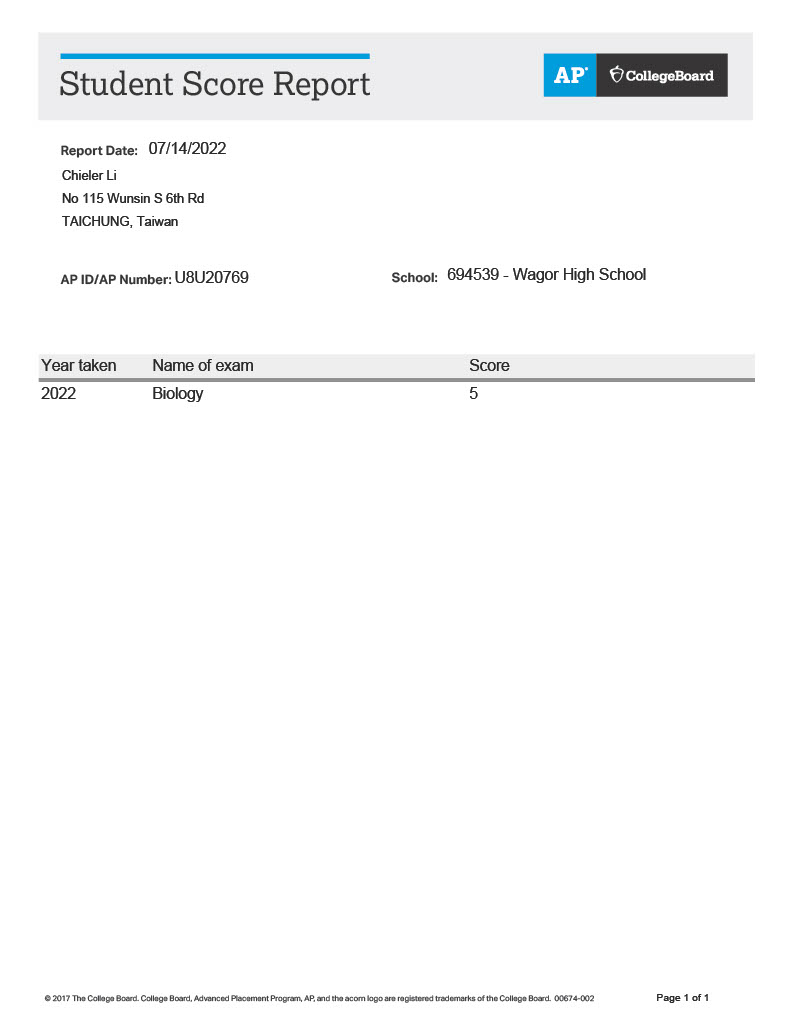 Student Score Report
AP® CollegeBoard
Report Date: 07/14/2022
Chieler Li
No 115 Wunsin S 6th Rd
TAICHUNG, Taiwan
AP ID/AP Number: U8U20769 School: 694539 - Wagor High School
Year taken Name of exam Score
2022 Biology 5
© 2017 The College Board. College Board, Advanced Placement Program, AP, and the acorn logo are registered trademarks of the College Board. 00674-002 Page 1 of 1